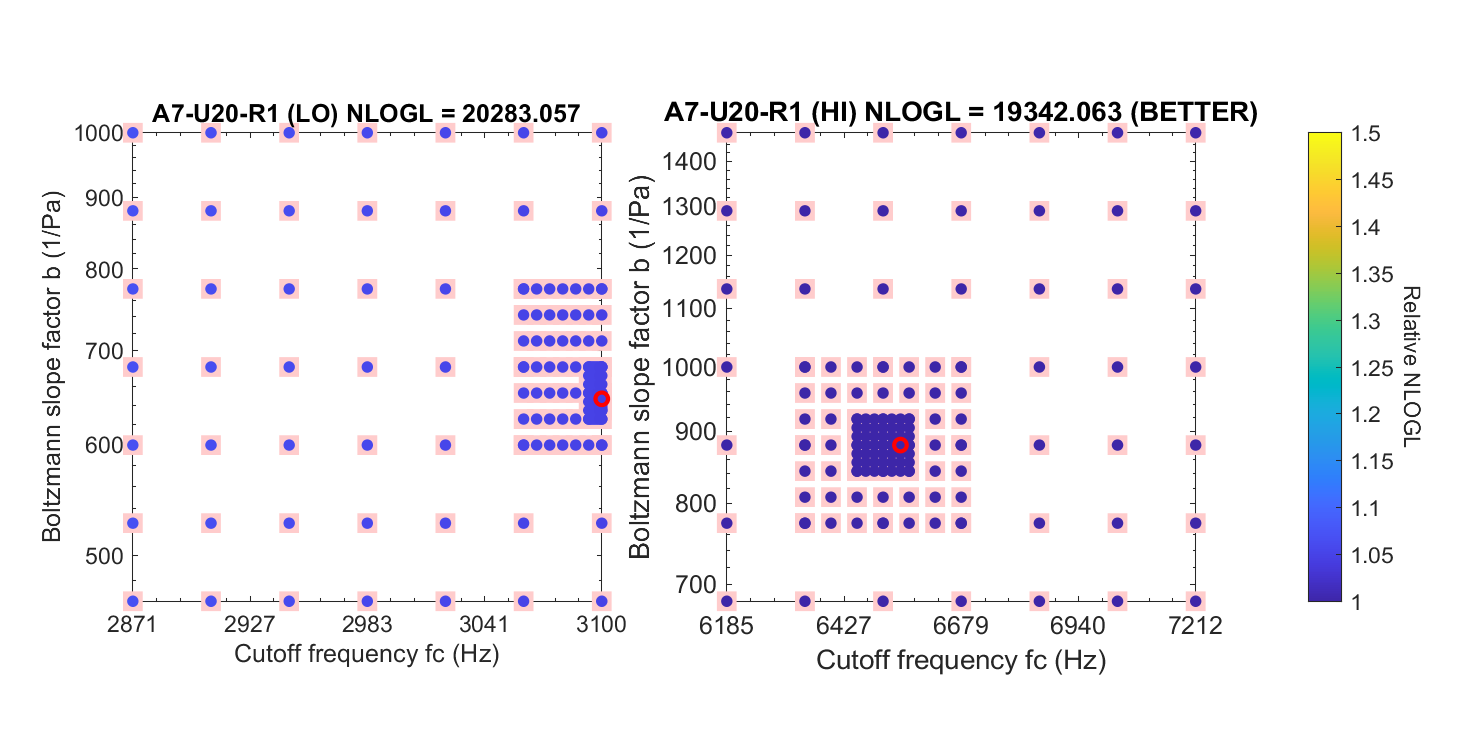 A7-U20-R1 (LO) NLOGL = 20283.057
1000
900
800
700
600
500
Boltzmann slope factor b (1/Pa)
2871 2927 2983 3041 3100
Cutoff frequency fc (Hz)
A7-U20-R1 (HI) NLOGL = 19342.063 (BETTER)
1400
1300
1200
1100
1000
900
800
700
Boltzmann slope factor b (1/Pa)
6185 6427 6679 6940 7212
Cutoff frequency fc (Hz)
1.5
1.45
1.4
1.35
1.3
1.25
1.2
1.15
1.1
1.05
1
Relative NLOGL